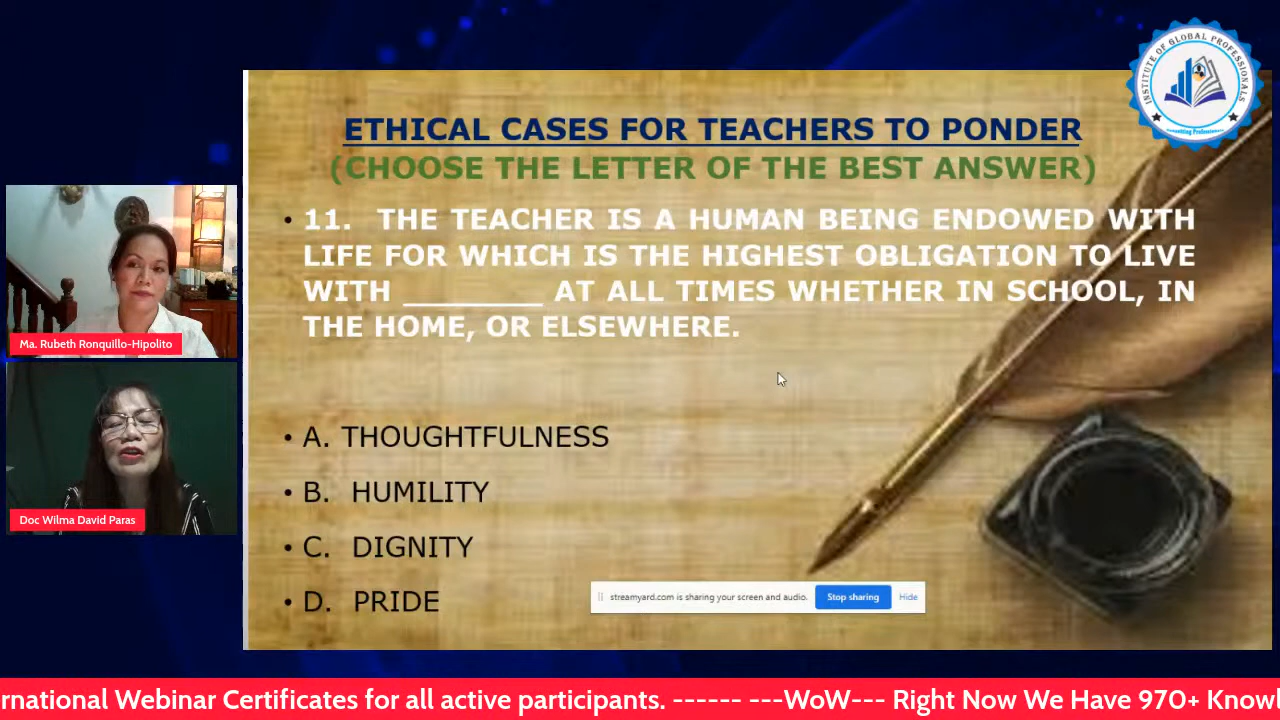 INSTITUTE OF GLOBAL PROFESSIONALS
ETHICAL CASES FOR TEACHERS TO PONDER
(CHOOSE THE LETTER OF THE BEST ANSWER)
• 11. THE TEACHER IS A HUMAN BEING ENDOWED WITH
LIFE FOR WHICH IS THE HIGHEST OBLIGATION TO LIVE
WITH ________ AT ALL TIMES WHETHER IN SCHOOL, IN
THE HOME, OR ELSEWHERE.
• A. THOUGHTFULNESS
• B. HUMILITY
• C. DIGNITY
• D. PRIDE
Ma. Rubeth Ronquillo-Hipolito
Doc Wilma David Paras
streamyard.com is sharing your screen and audio. Stop sharing Hide
rnational Webinar Certificates for all active participants. ------ ---WoW--- Right Now We Have 970+ Know